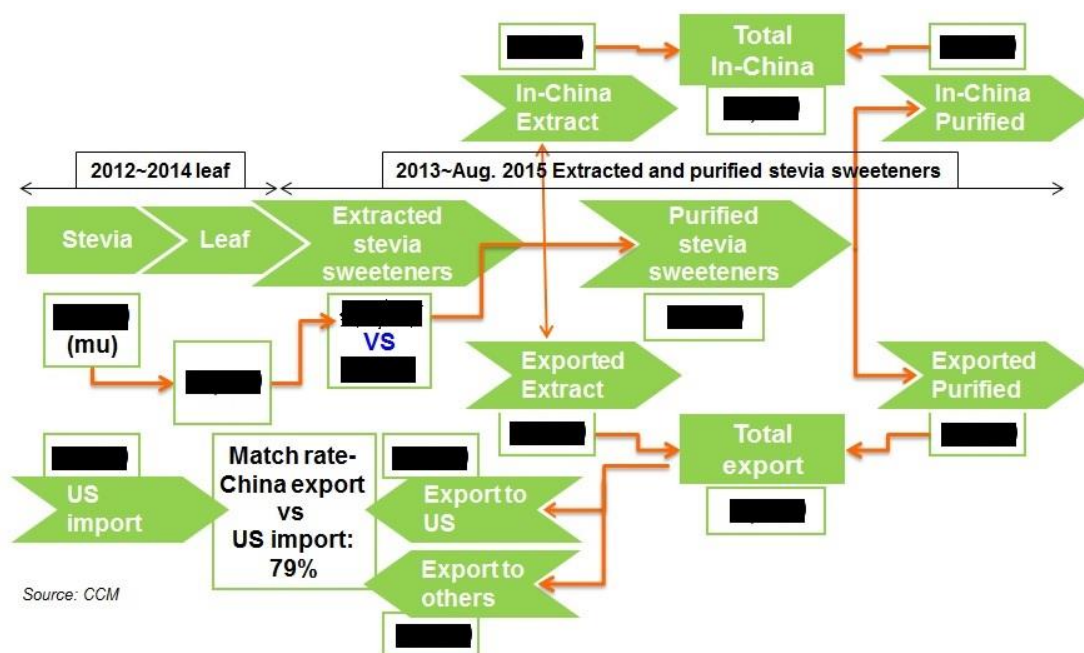 Total
In-China
In-China
Extract
In-China
Purified
2012~2014 leaf
2013~Aug. 2015 Extracted and purified stevia sweeteners
Stevia
Leaf
Extracted
stevia
sweeteners
Purified
stevia
sweeteners
(mu)
VS
Exported
Extract
Exported
Purified
Total
export
US
import
Match rate-
China export
vs
US import:
79%
Export to
US
Export to
others
Source: CCM